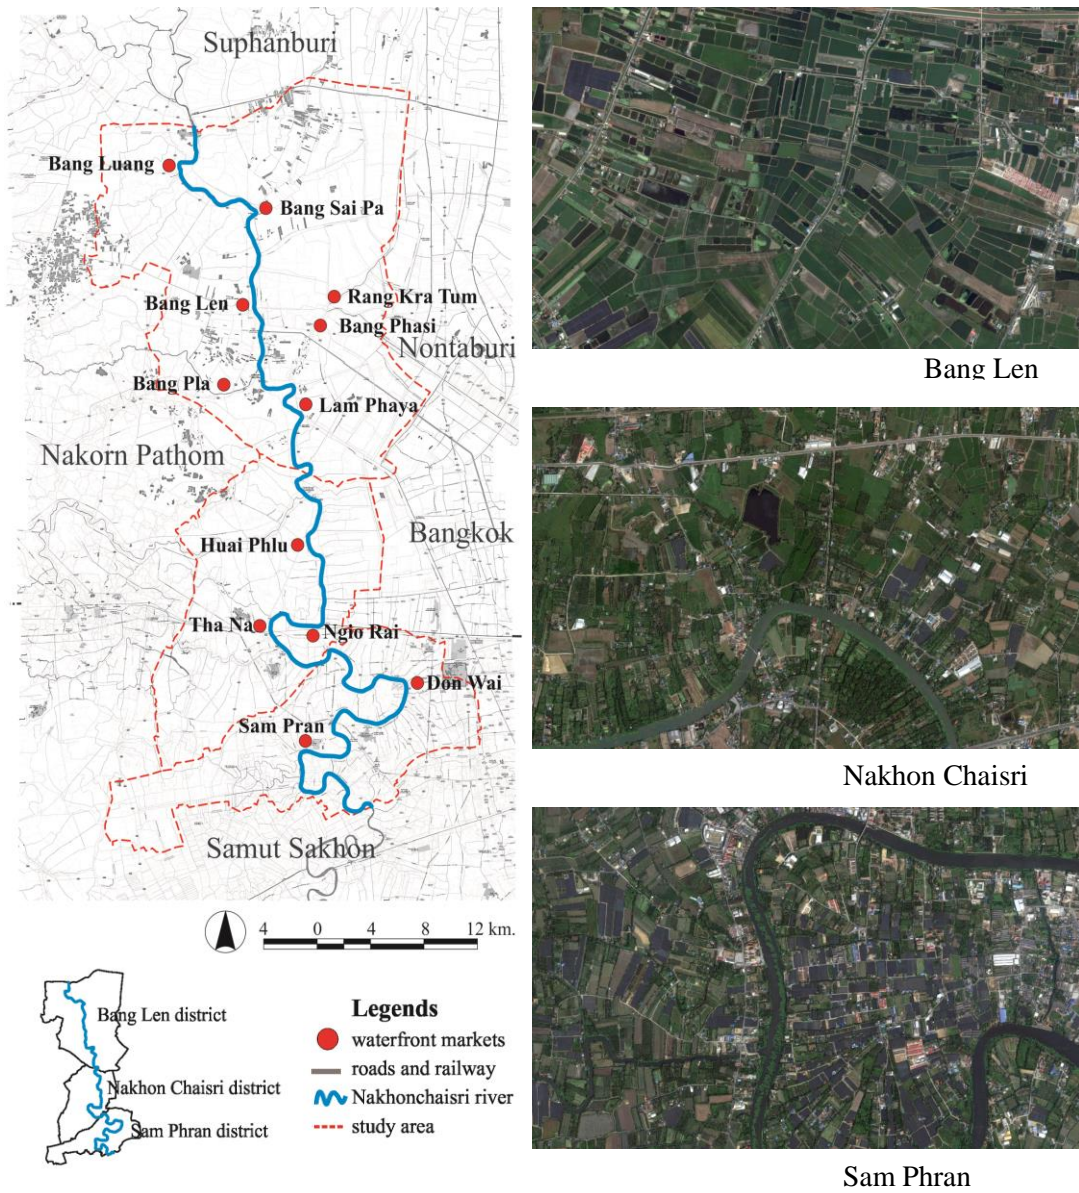 Suphanburi
Bang Luang
Bang Sai Pa
Bang Len
Rang Kra Tum
Bang Phasi
Nontaburi
Bang Pla
Lam Phaya
Nakorn Pathom
Bangkok
Huai Phlu
Tha Na
Ngio Rai
Don Wai
Sam Pran
Samut Sakhon
4 0 4 8 12 km.
Bang Len district
Nakhon Chaisri district
Sam Phran district
Legends
waterfront markets
roads and railway
Nakhonchaisri river
study area
Bang Len
Nakhon Chaisri
Sam Phran